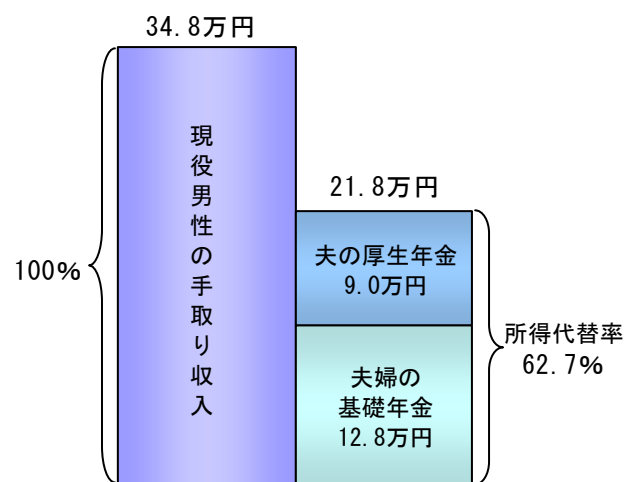 34.8万円
100%
現役男性の手取り収入
21.8万円
夫の厚生年金
9.0万円
夫婦の
基礎年金
12.8万円
所得代替率
62.7%